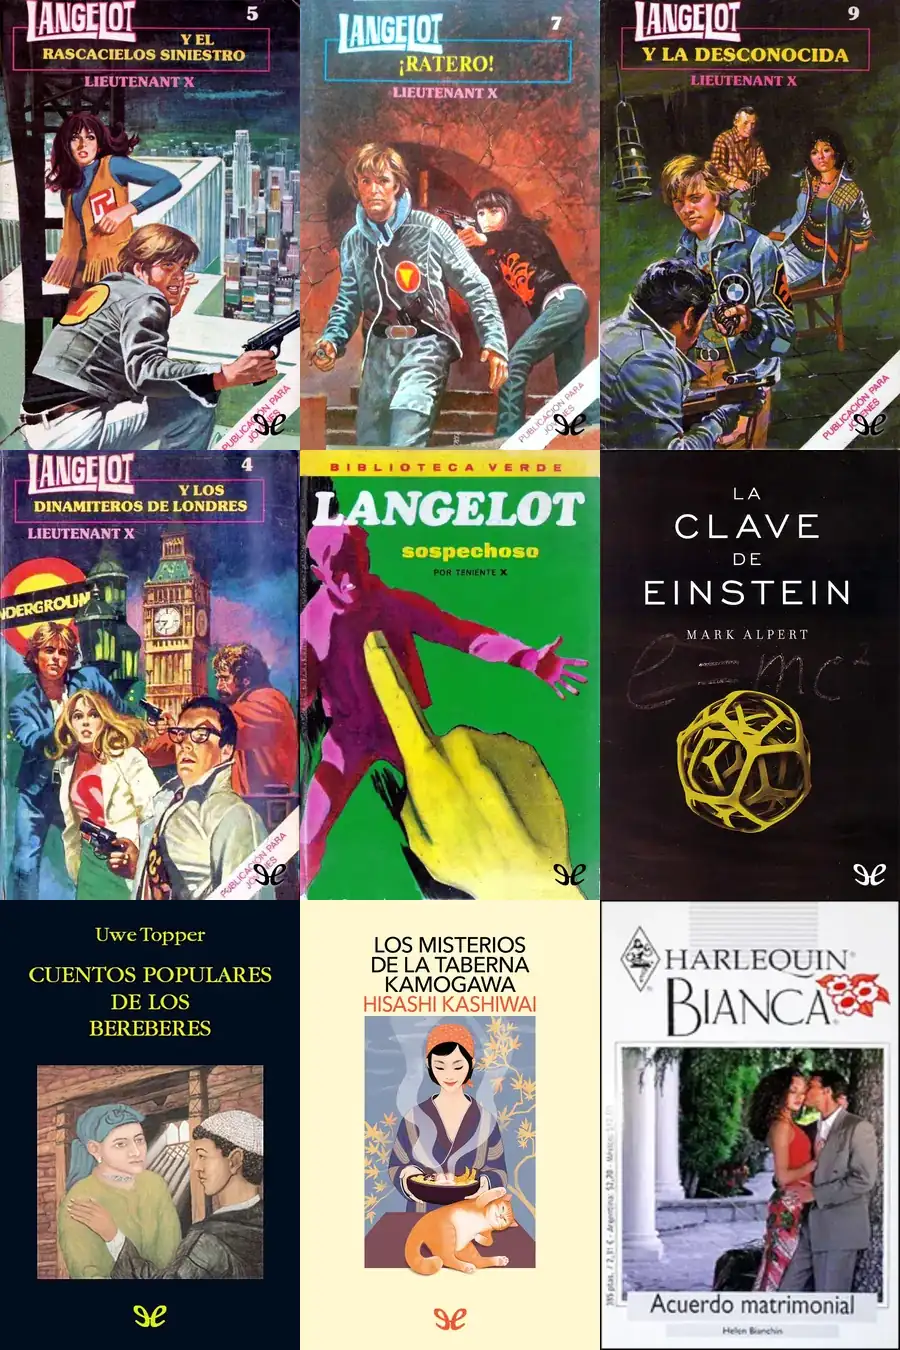 LANGELOT
5
Y EL
RASCACIELOS SINIESTRO
LIEUTENANT X
R
PUBLICACIÓN PARA
JÓVENES
LANGELOT
7
¡RATERO!
LIEUTENANT X
PUBLICACIÓN PARA
JÓVENES
LANGELOT
9
Y LA DESCONOCIDA
LIEUTENANT X
PUBLICACIÓN PARA
JÓVENES
LANGELOT
4
Y LOS
DINAMITEROS DE LONDRES
LIEUTENANT X
NDERGROUN
PUBLICACIÓN PARA
JÓVENES
BIBLIOTECA VERDE
LANGELOT
sospechoso
POR TENIENTE X
LA
CLAVE
DE
EINSTEIN
MARK ALPERT
e=mc²
Uwe Topper
CUENTOS POPULARES
DE LOS
BEREBERES
LOS MISTERIOS
DE LA TABERNA
KAMOGAWA
HISASHI KASHIWAI
HARLEQUIN®
BIANCA®
Acuerdo matrimonial
Helen Bianchin